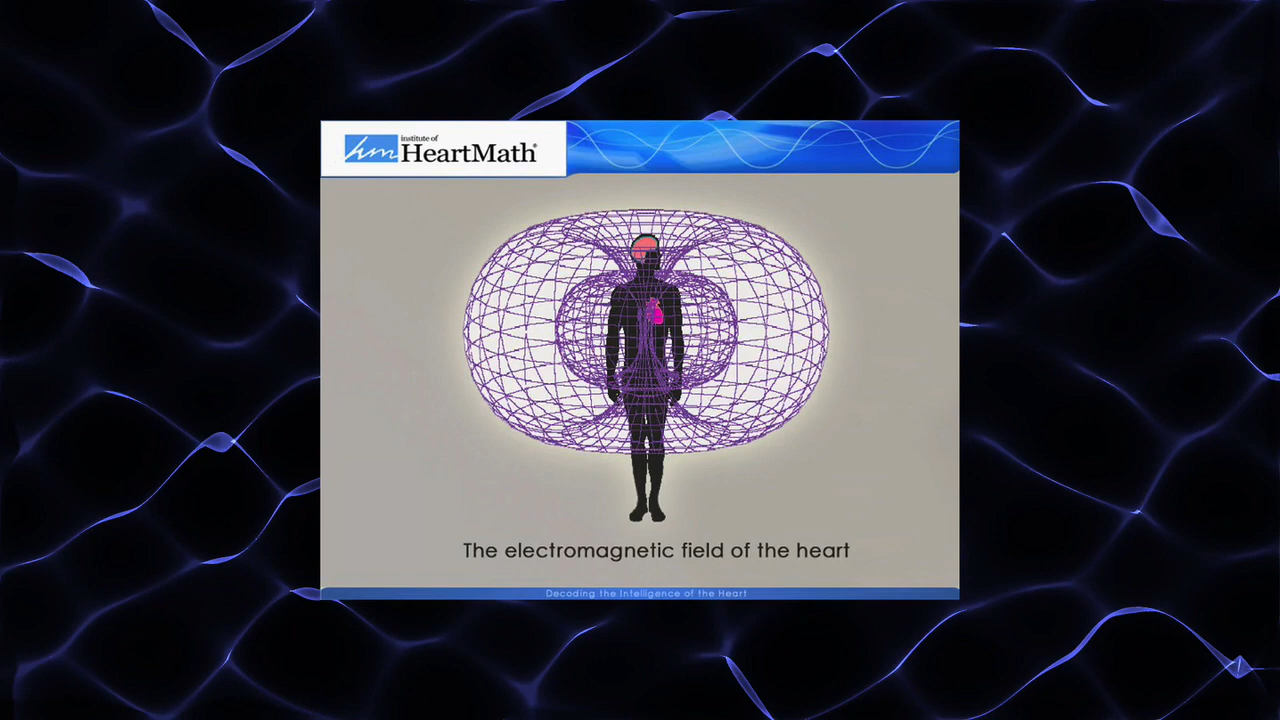 institute of
HeartMath®
The electromagnetic field of the heart
Decoding the Intelligence of the Heart